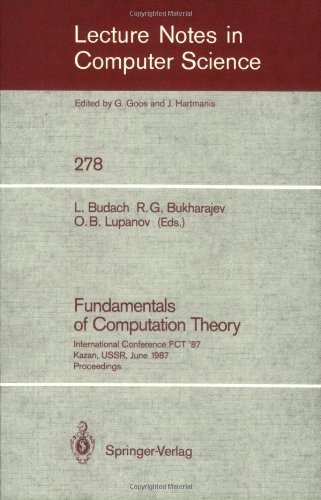 Lecture Notes in
Computer Science
Edited by G. Goos and J. Hartmanis
278
L. Budach R.G. Bukharajev
O.B. Lupanov (Eds.)
Fundamentals
of Computation Theory
International Conference FCT '87
Kazan, USSR, June 1987
Proceedings
Springer-Verlag